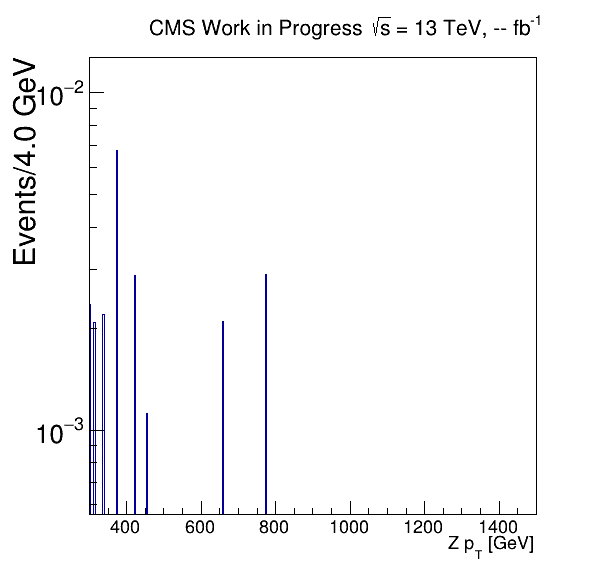 CMS Work in Progress √s = 13 TeV, -- fb⁻¹
Events/4.0 GeV
10⁻²
10⁻³
400 600 800 1000 1200 1400
Z p_T [GeV]